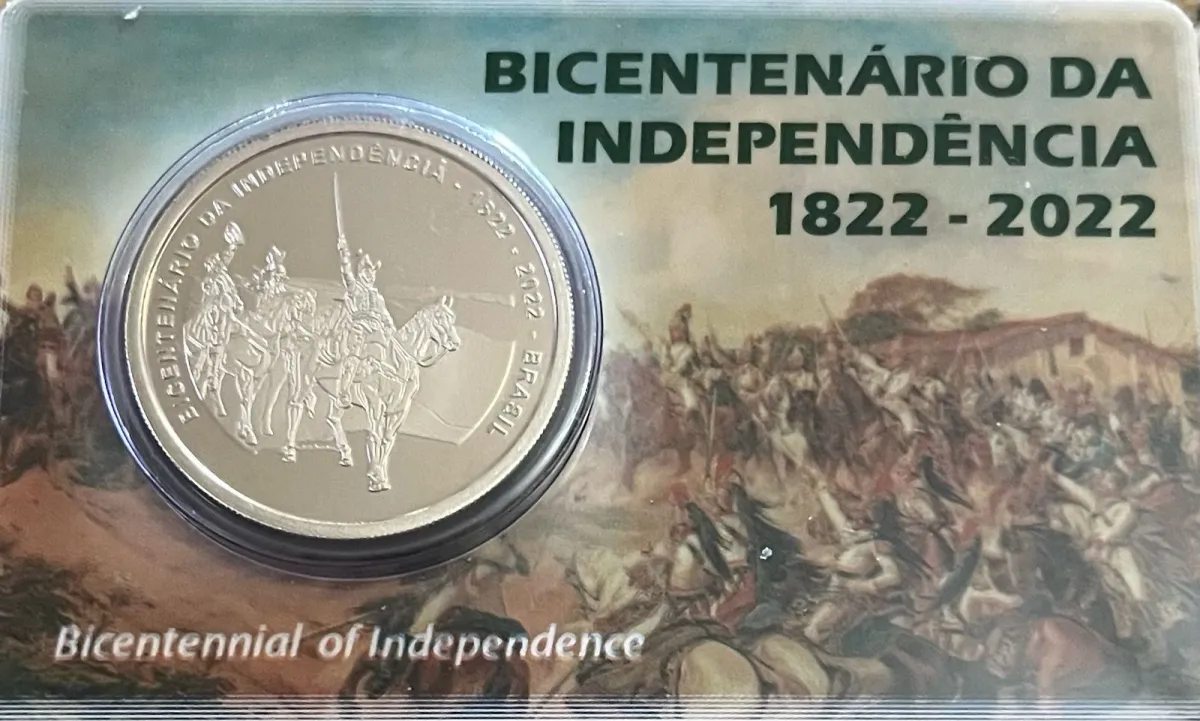 BICENTENÁRIO DA
INDEPENDÊNCIA
1822 - 2022
BICENTENÁRIO DA INDEPENDÊNCIA - 1822 - 2022 - BRASIL
Bicentennial of Independence